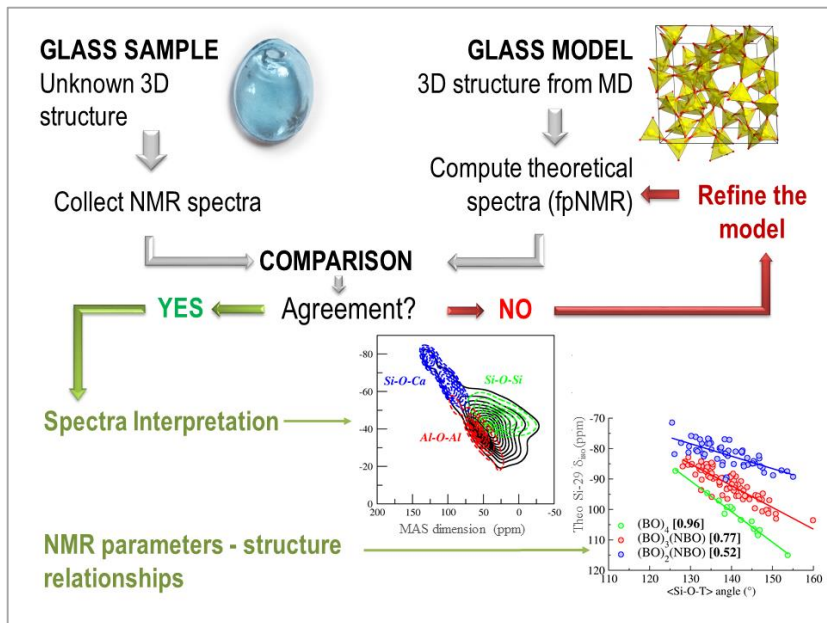 GLASS SAMPLE
Unknown 3D
structure
GLASS MODEL
3D structure from MD
Collect NMR spectra
Compute theoretical
spectra (fpNMR)
Refine the
model
COMPARISON
Agreement?
YES
NO
Spectra Interpretation
-80
-60
-40
-20
0
200 150 100 50 0 -50
MAS dimension (ppm)
Si-O-Ca
Si-O-Si
Al-O-Al
NMR parameters - structure
relationships
Theo Si-29 δiso(ppm)
-70
-80
-90
100
110
115
120
(BO)4 [0.96]
(BO)3(NBO) [0.77]
(BO)2(NBO) [0.52]
110 120 130 140 150 160
<Si-O-T> angle (°)